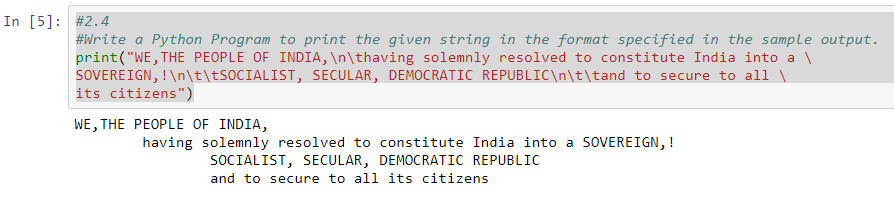 In [5]: #2.4
#Write a Python Program to print the given string in the format specified in the sample output.
print("WE,THE PEOPLE OF INDIA,\n\thaving solemnly resolved to constitute India into a \
SOVEREIGN,!\n\t\tSOCIALIST, SECULAR, DEMOCRATIC REPUBLIC\n\t\tand to secure to all \
its citizens")
WE,THE PEOPLE OF INDIA,
having solemnly resolved to constitute India into a SOVEREIGN,!
SOCIALIST, SECULAR, DEMOCRATIC REPUBLIC
and to secure to all its citizens